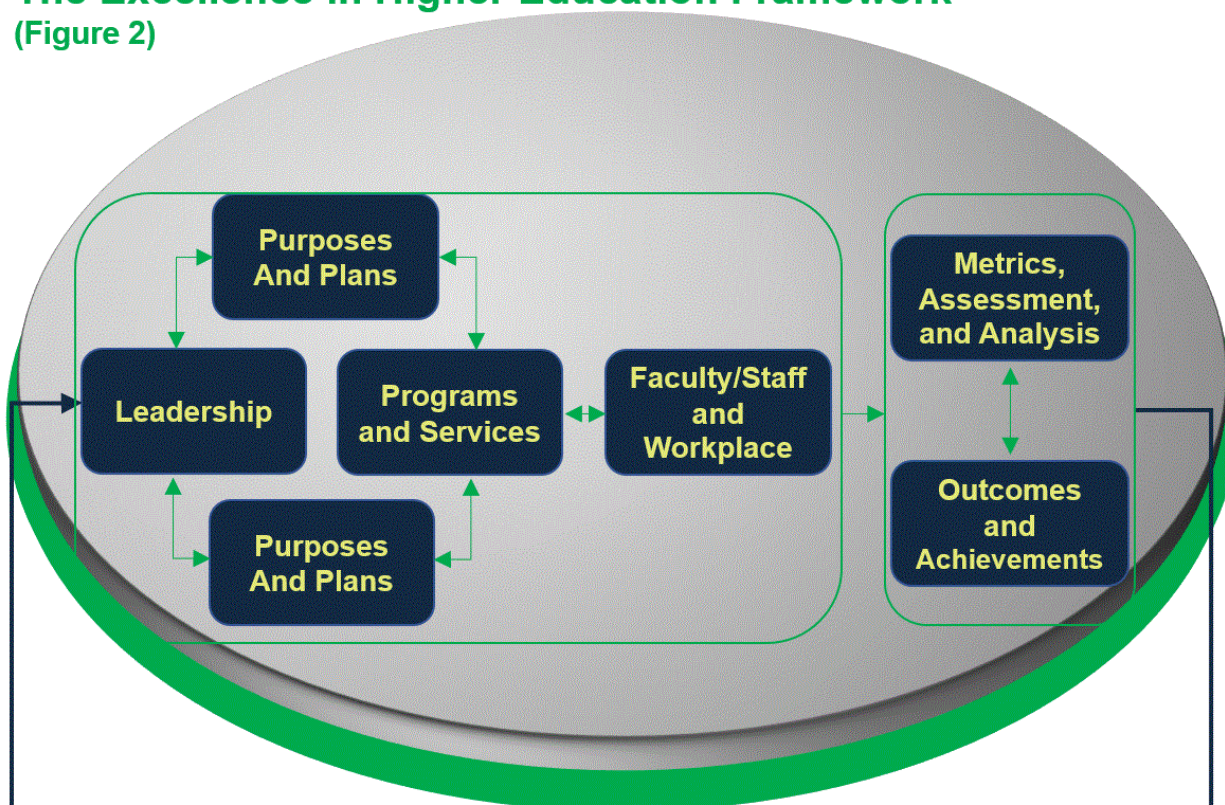 The Excellence in Higher Education Framework
(Figure 2)
Purposes
And Plans
Leadership
Programs
and Services
Faculty/Staff
and
Workplace
Purposes
And Plans
Metrics,
Assessment,
and Analysis
Outcomes
and
Achievements